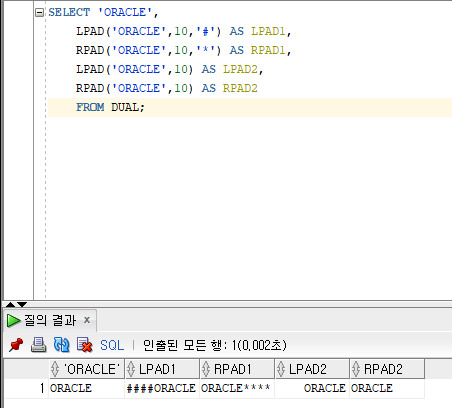 SELECT 'ORACLE',
LPAD('ORACLE',10,'#') AS LPAD1,
RPAD('ORACLE',10,'*') AS RPAD1,
LPAD('ORACLE',10) AS LPAD2,
RPAD('ORACLE',10) AS RPAD2
FROM DUAL;
질의 결과 x
SQL | 인출된 모든 행: 1(0,002초)
'ORACLE' LPAD1 RPAD1 LPAD2 RPAD2
1 ORACLE ####ORACLE ORACLE**** ORACLE ORACLE